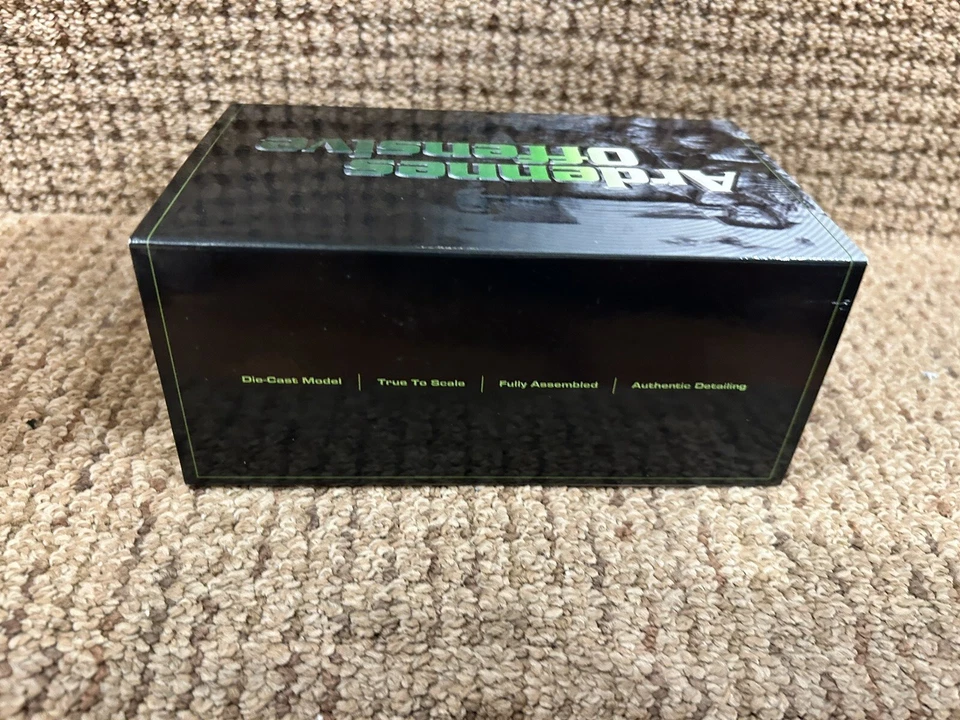 Ardennes
Offensive
Die-Cast Model | True To Scale | Fully Assembled | Authentic Detailing